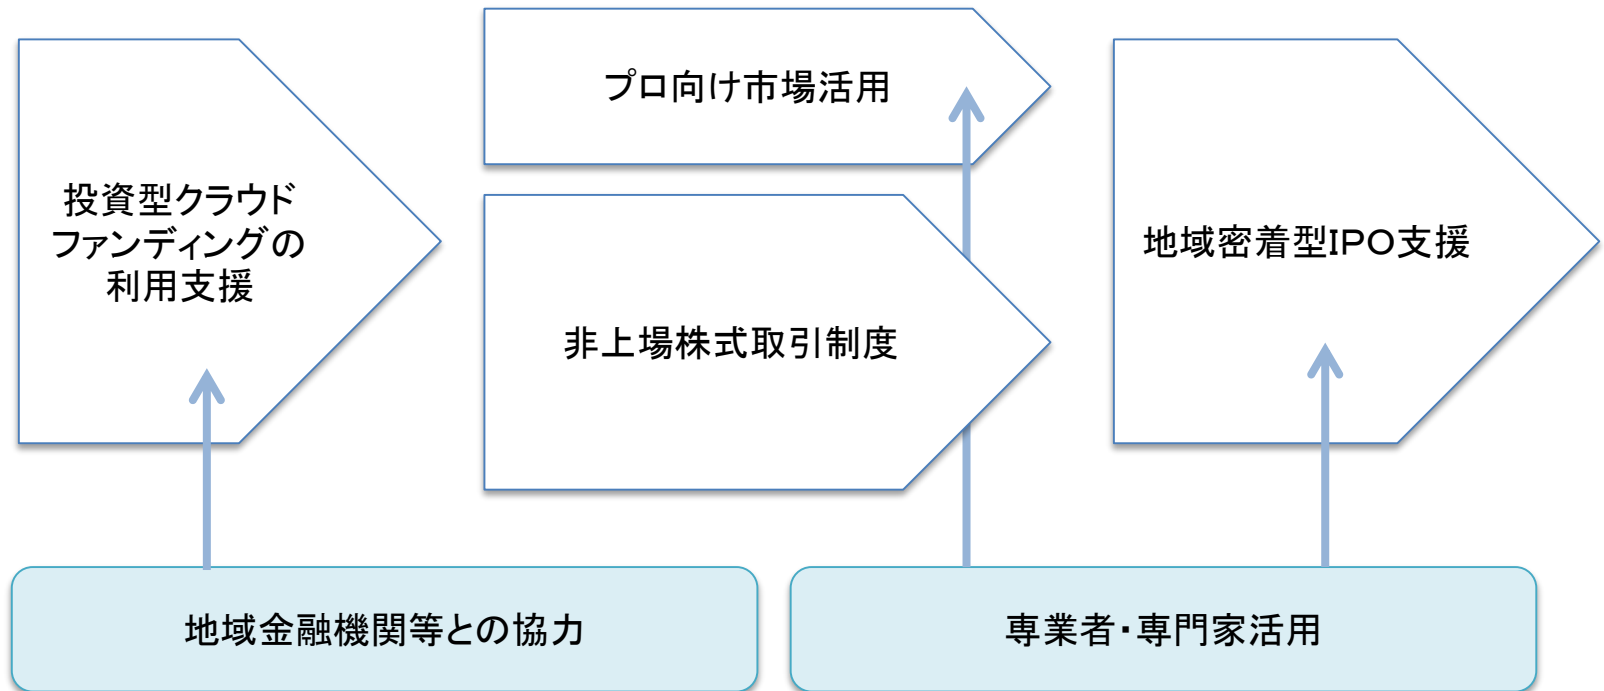 投資型クラウド
ファンディングの
利用支援
プロ向け市場活用
非上場株式取引制度
地域密着型IPO支援
地域金融機関等との協力
専業者・専門家活用